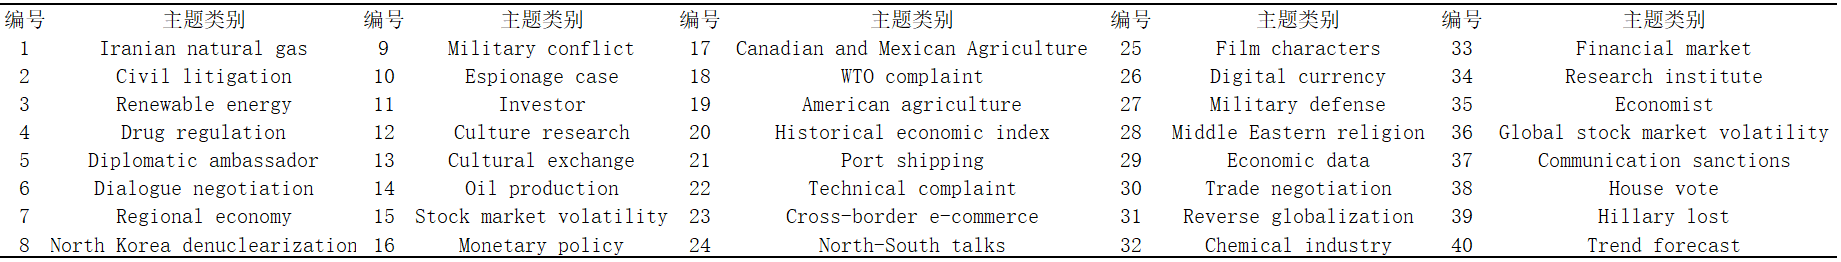 编号 主题类别 编号 主题类别 编号 主题类别 编号 主题类别 编号 主题类别
1 Iranian natural gas 9 Military conflict 17 Canadian and Mexican Agriculture 25 Film characters 33 Financial market
2 Civil litigation 10 Espionage case 18 WTO complaint 26 Digital currency 34 Research institute
3 Renewable energy 11 Investor 19 American agriculture 27 Military defense 35 Economist
4 Drug regulation 12 Culture research 20 Historical economic index 28 Middle Eastern religion 36 Global stock market volatility
5 Diplomatic ambassador 13 Cultural exchange 21 Port shipping 29 Economic data 37 Communication sanctions
6 Dialogue negotiation 14 Oil production 22 Technical complaint 30 Trade negotiation 38 House vote
7 Regional economy 15 Stock market volatility 23 Cross-border e-commerce 31 Reverse globalization 39 Hillary lost
8 North Korea denuclearization 16 Monetary policy 24 North-South talks 32 Chemical industry 40 Trend forecast